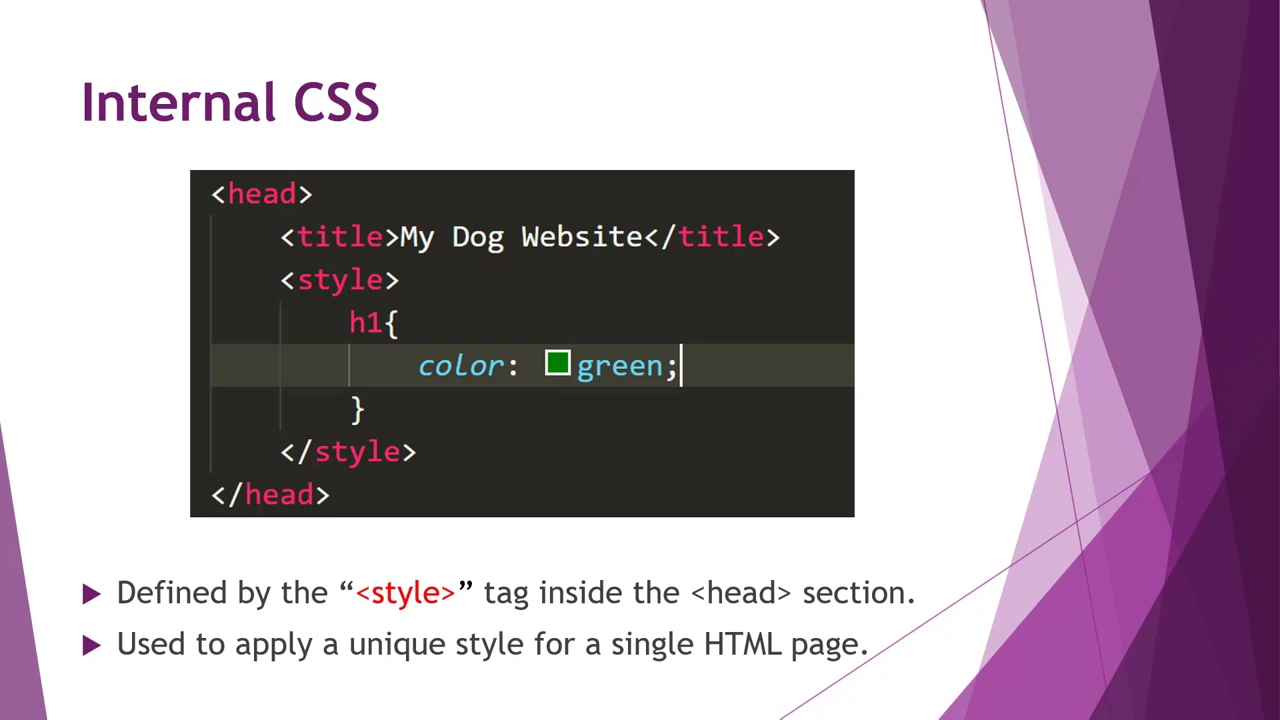 Internal CSS
<head>
<title>My Dog Website</title>
<style>
h1{
color: green;
}
</style>
</head>
Defined by the “<style>” tag inside the <head> section.
Used to apply a unique style for a single HTML page.